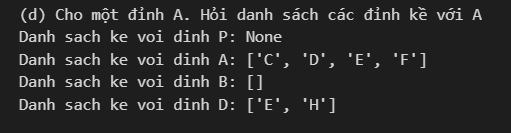 (d) Cho một đỉnh A. Hỏi danh sách các đỉnh kề với A
Danh sach ke voi dinh P: None
Danh sach ke voi dinh A: ['C', 'D', 'E', 'F']
Danh sach ke voi dinh B: []
Danh sach ke voi dinh D: ['E', 'H']